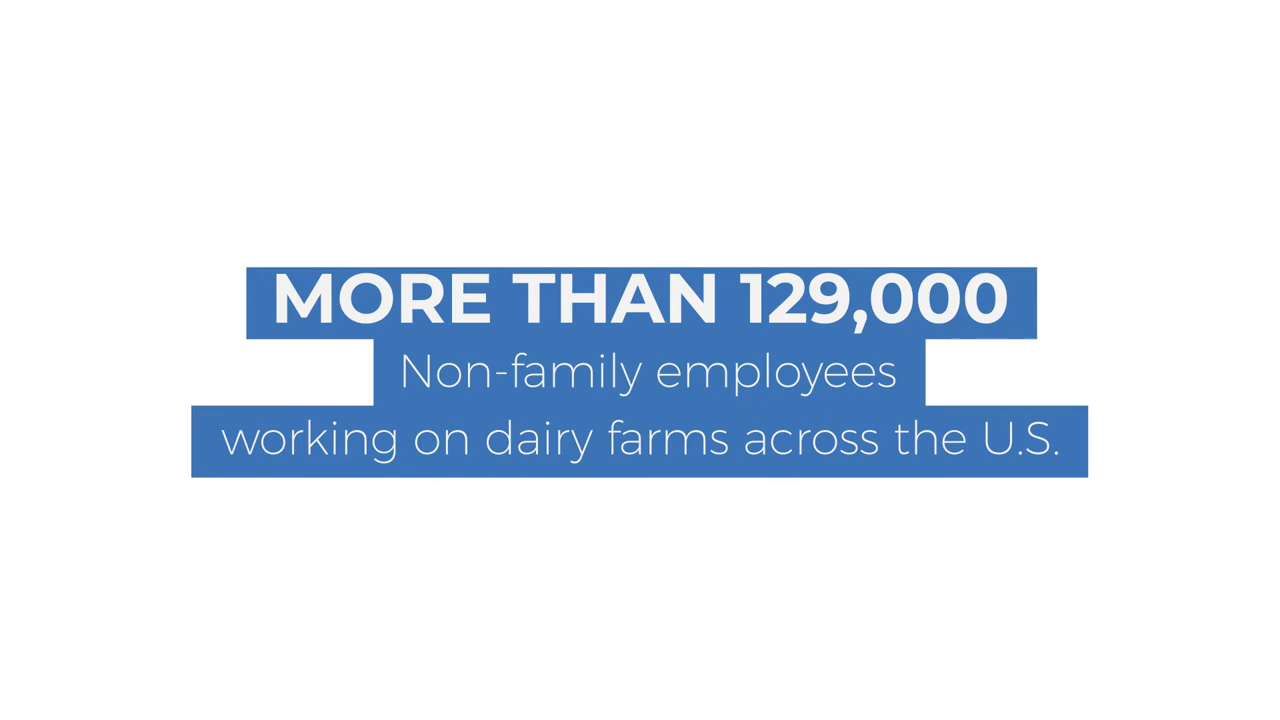 MORE THAN 129,000
Non-family employees
working on dairy farms across the U.S.